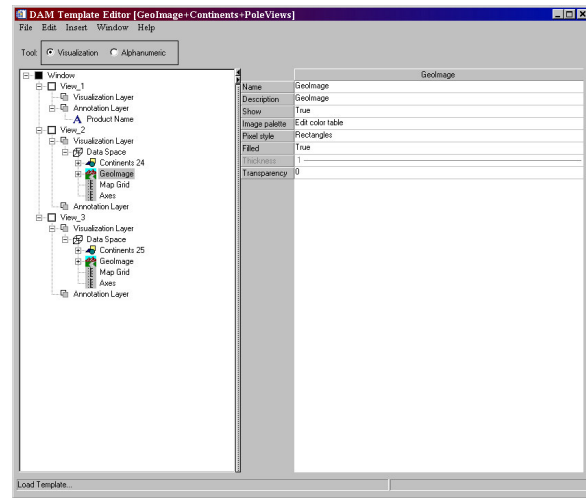 DAM Template Editor [GeoImage+Continents+PoleViews]
File Edit Insert Window Help
Tool: Visualization Alphanumeric
Window
View_1
Visualization Layer
Annotation Layer
A Product Name
View_2
Visualization Layer
Data Space
Continents 24
GeoImage
Map Grid
Axes
Annotation Layer
View_3
Visualization Layer
Data Space
Continents 25
GeoImage
Map Grid
Axes
Annotation Layer
GeoImage
Name GeoImage
Description GeoImage
Show True
Image palette Edit color table
Pixel style Rectangles
Filled True
Thickness 1
Transparency 0
Load Template...